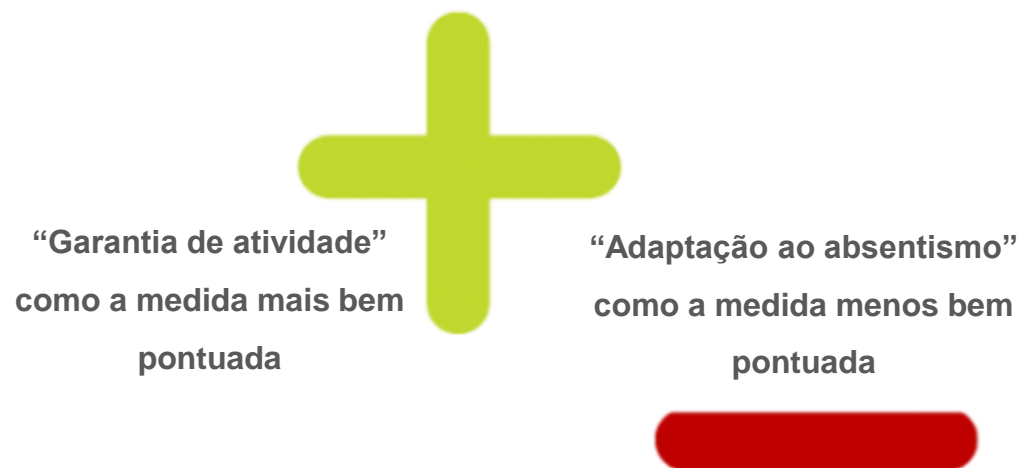 “Garantia de atividade”
como a medida mais bem
pontuada
“Adaptação ao absentismo”
como a medida menos bem
pontuada